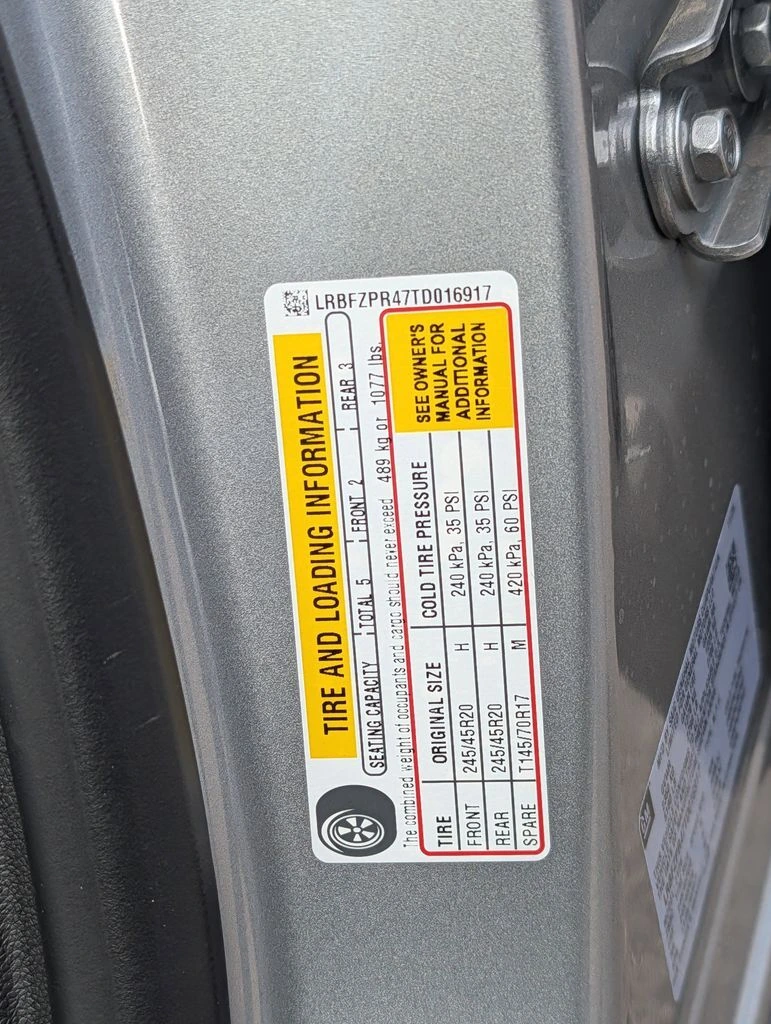 LRBFZPR47TD016917
TIRE AND LOADING INFORMATION
SEATING CAPACITY TOTAL 5 FRONT 2 REAR 3
The combined weight of occupants and cargo should never exceed 489 kg or 1077 lbs.
TIRE ORIGINAL SIZE COLD TIRE PRESSURE
FRONT 245/45R20 H 240 kPa, 35 PSI
REAR 245/45R20 H 240 kPa, 35 PSI
SPARE T145/70R17 M 420 kPa, 60 PSI
SEE OWNER'S
MANUAL FOR
ADDITIONAL
INFORMATION
GM